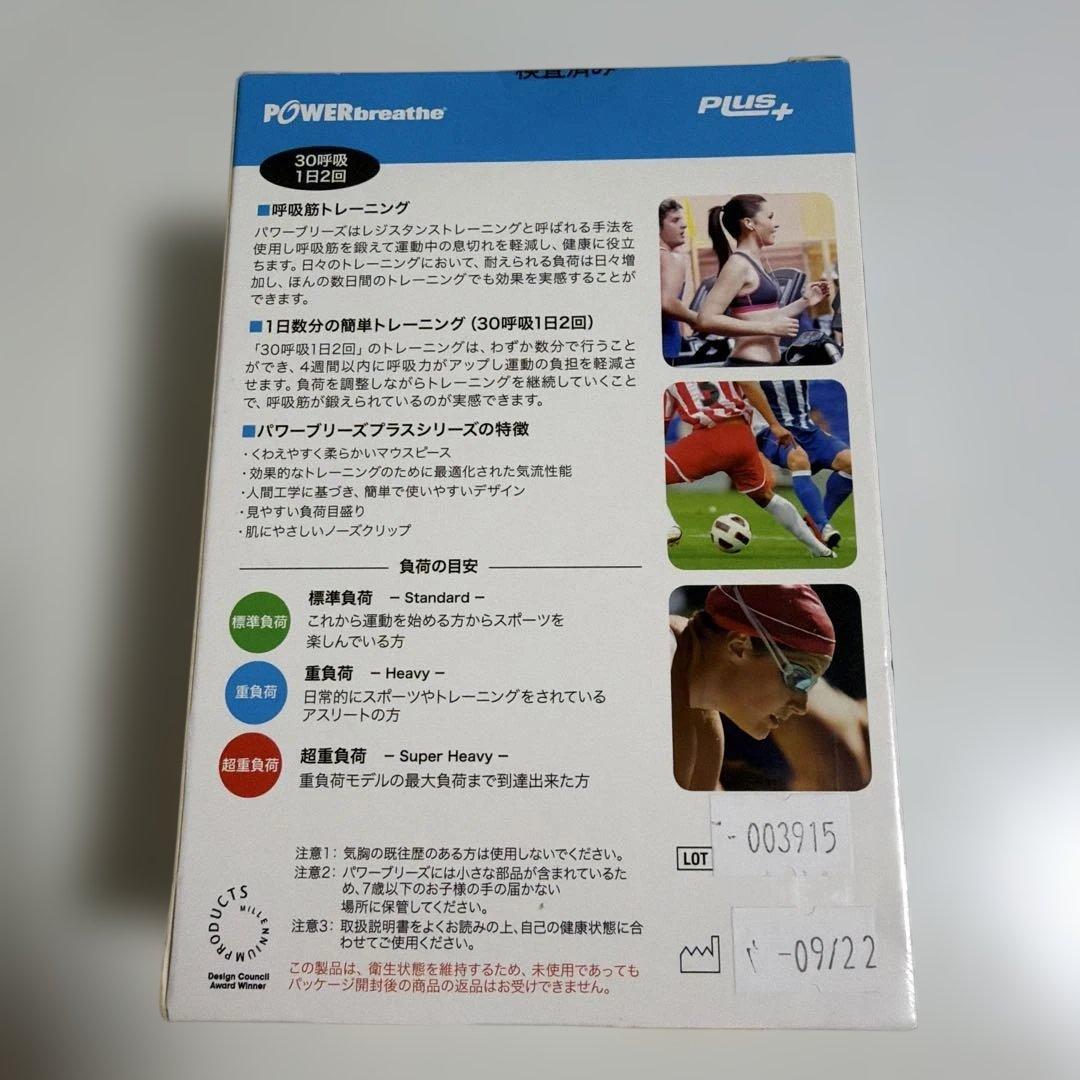 検査済み
POWERbreathe®
PLUS+
30呼吸
1日2回
■呼吸筋トレーニング
パワーブリーズはレジスタンストレーニングと呼ばれる手法を
使用し呼吸筋を鍛えて運動中の息切れを軽減し、健康に役立
ちます。日々のトレーニングにおいて、耐えられる負荷は日々増
加し、ほんの数日間のトレーニングでも効果を実感することが
できます。
■1日数分の簡単トレーニング（30呼吸1日2回）
「30呼吸1日2回」のトレーニングは、わずか数分で行うこと
ができ、4週間以内に呼吸力がアップし運動の負担を軽減さ
せます。負荷を調整しながらトレーニングを継続していくこと
で、呼吸筋が鍛えられているのが実感できます。
■パワーブリーズプラスシリーズの特徴
・くわえやすく柔らかいマウスピース
・効果的なトレーニングのために最適化された気流性能
・人間工学に基づき、簡単で使いやすいデザイン
・見やすい負荷目盛り
・肌にやさしいノーズクリップ
負荷の目安
標準負荷
標準負荷 − Standard −
これから運動を始める方からスポーツを
楽しんでいる方
重負荷
重負荷 − Heavy −
日常的にスポーツやトレーニングをされている
アスリートの方
超重負荷
超重負荷 − Super Heavy −
重負荷モデルの最大負荷まで到達出来た方
注意1：気胸の既往歴のある方は使用しないでください。
注意2：パワーブリーズには小さな部品が含まれているた
め、7歳以下のお子様の手の届かない
場所に保管してください。
注意3：取扱説明書をよくお読みの上、自己の健康状態に合
わせてご使用ください。
この製品は、衛生状態を維持するため、未使用であっても
パッケージ開封後の商品の返品はお受けできません。
MILLENNIUM PRODUCTS
Design Council
Award Winner
LOT
-003915
-09/22